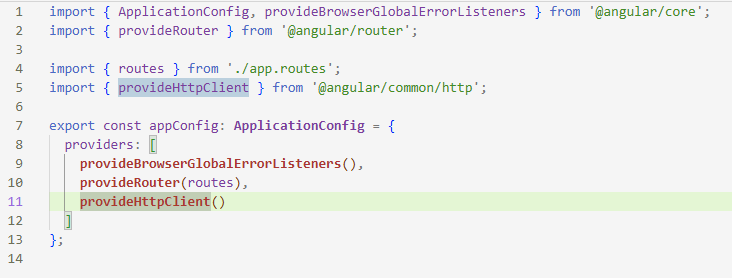 1 import { ApplicationConfig, provideBrowserGlobalErrorListeners } from '@angular/core';
2 import { provideRouter } from '@angular/router';
3
4 import { routes } from './app.routes';
5 import { provideHttpClient } from '@angular/common/http';
6
7 export const appConfig: ApplicationConfig = {
8   providers: [
9     provideBrowserGlobalErrorListeners(),
10     provideRouter(routes),
11     provideHttpClient()
12   ]
13 };
14